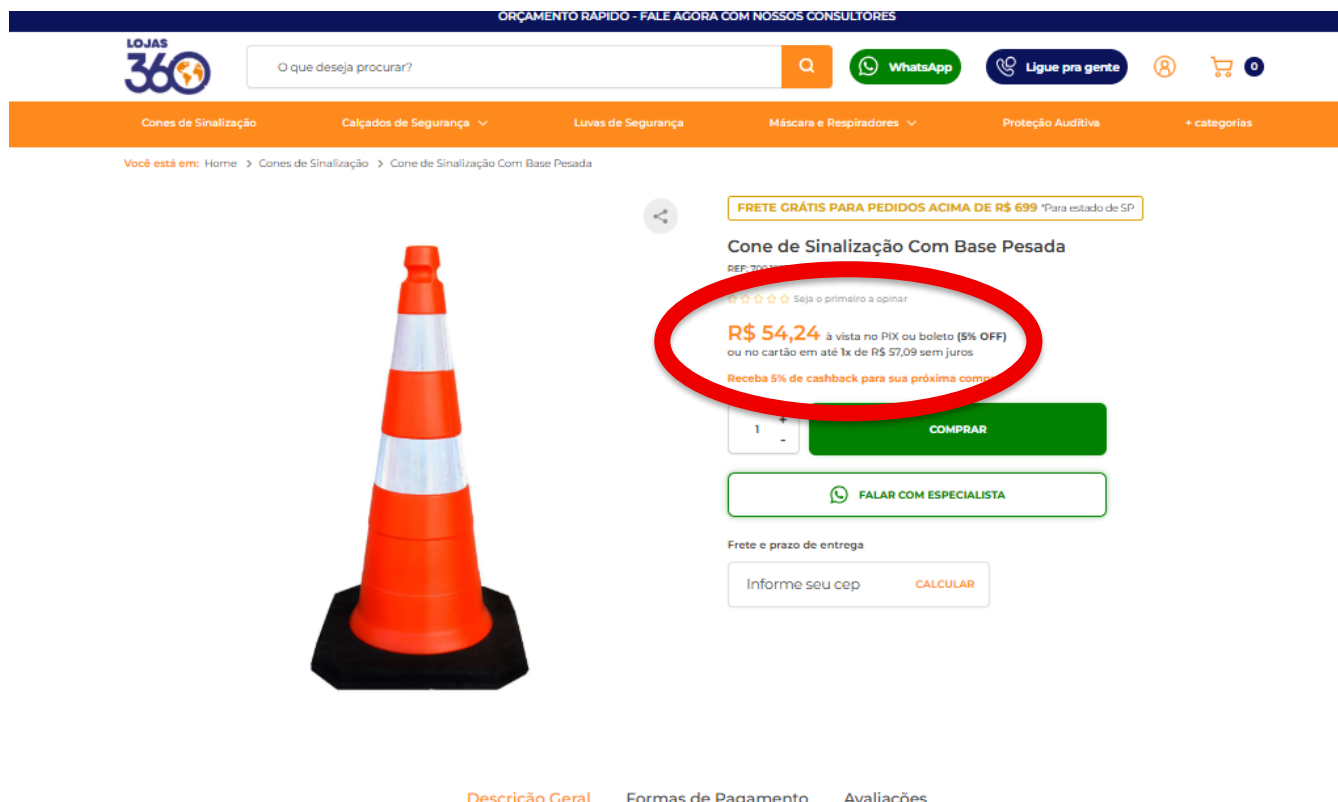 ORÇAMENTO RÁPIDO - FALE AGORA COM NOSSOS CONSULTORES
LOJAS
360
O que deseja procurar?
WhatsApp
Ligue pra gente
0
Cones de Sinalização
Calçados de Segurança
Luvas de Segurança
Máscara e Respiradores
Proteção Auditiva
+ categorias
Você está em: Home > Cones de Sinalização > Cone de Sinalização Com Base Pesada
FRETE GRÁTIS PARA PEDIDOS ACIMA DE R$ 699 *Para estado de SP
Cone de Sinalização Com Base Pesada
REF:
Seja o primeiro a opinar
R$ 54,24 à vista no PIX ou boleto (5% OFF)
ou no cartão em até 1x de R$ 57,09 sem juros
Receba 5% de cashback para sua próxima
1
+
-
COMPRAR
FALAR COM ESPECIALISTA
Frete e prazo de entrega
Informe seu cep
CALCULAR
Descrição Geral
Formas de Pagamento
Avaliações